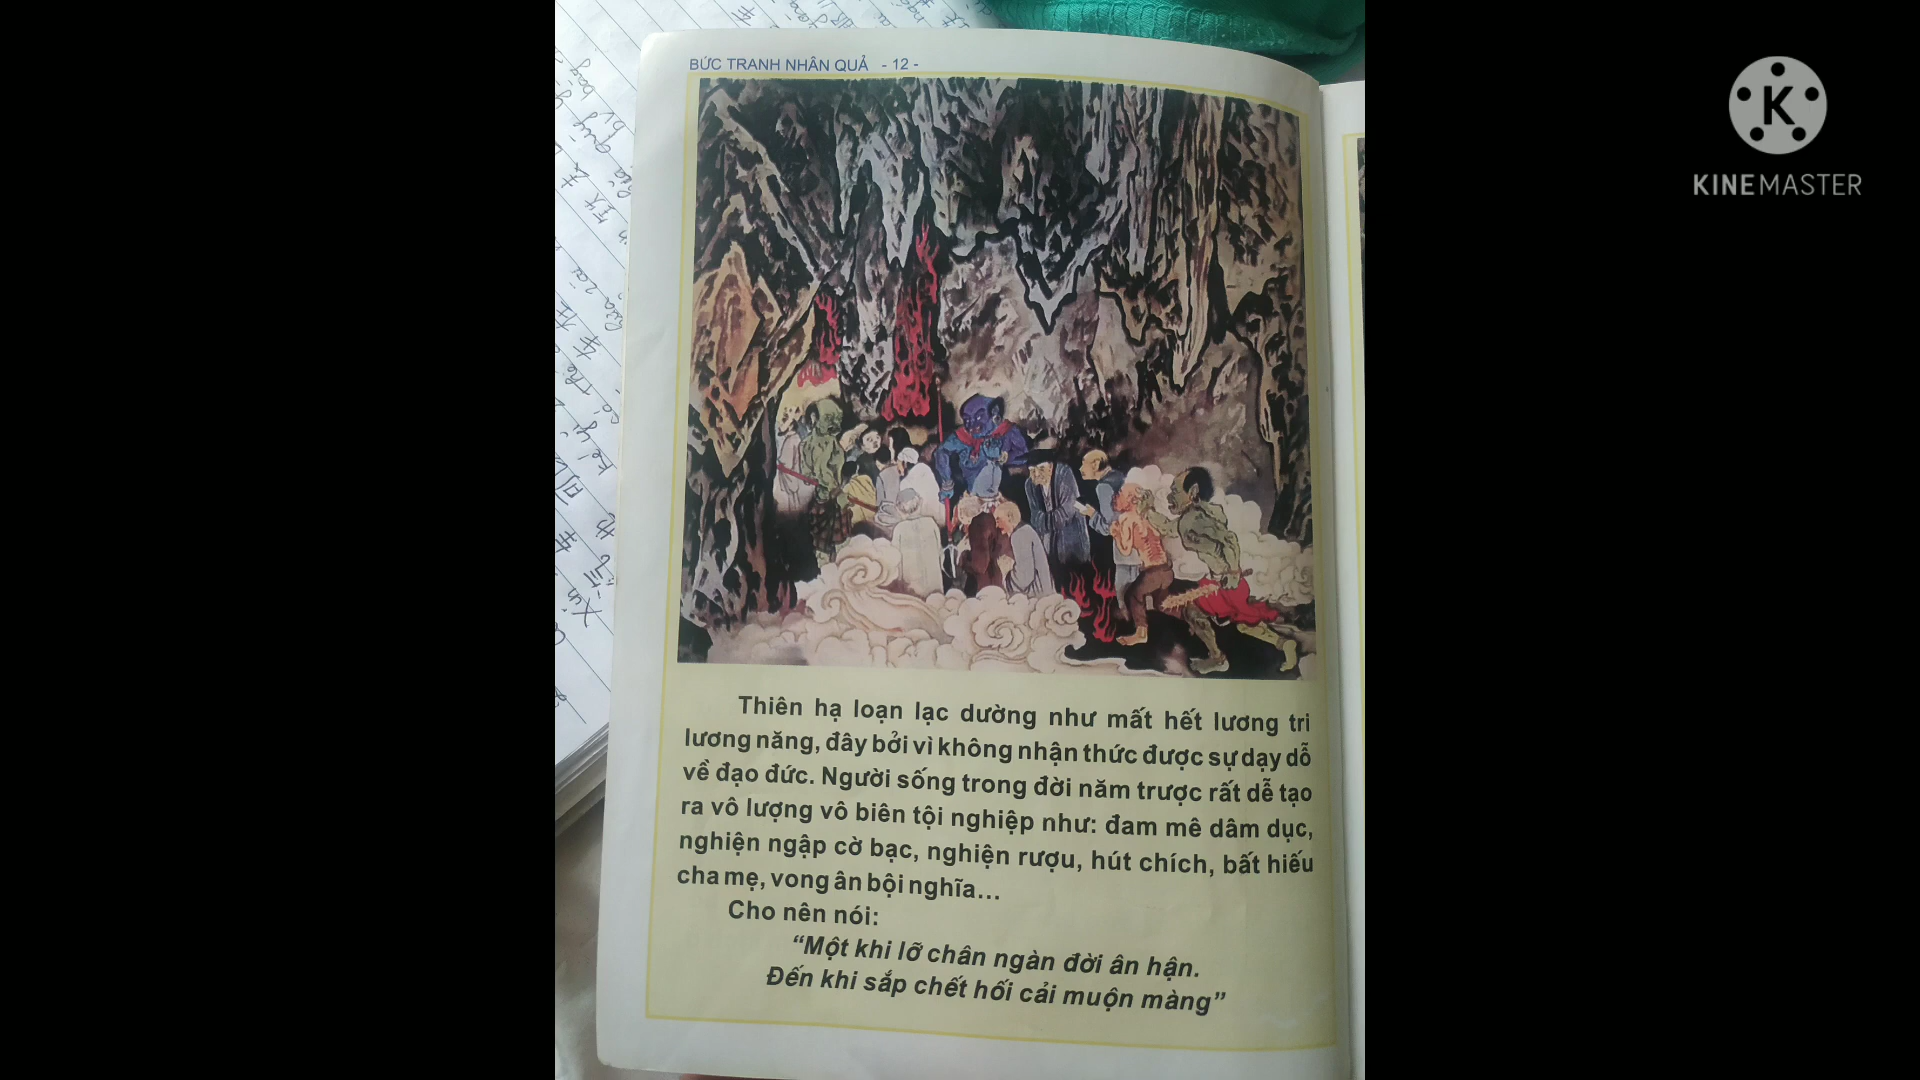 BỨC TRANH NHÂN QUẢ - 12 -
KINEMASTER
Thiên hạ loạn lạc dường như mất hết lương tri
lương năng, đây bởi vì không nhận thức được sự dạy dỗ
về đạo đức. Người sống trong đời năm trược rất dễ tạo
ra vô lượng vô biên tội nghiệp như: đam mê dâm dục,
nghiện ngập cờ bạc, nghiện rượu, hút chích, bất hiếu
cha mẹ, vong ân bội nghĩa...
Cho nên nói:
“Một khi lỡ chân ngàn đời ân hận.
Đến khi sắp chết hối cải muộn màng”